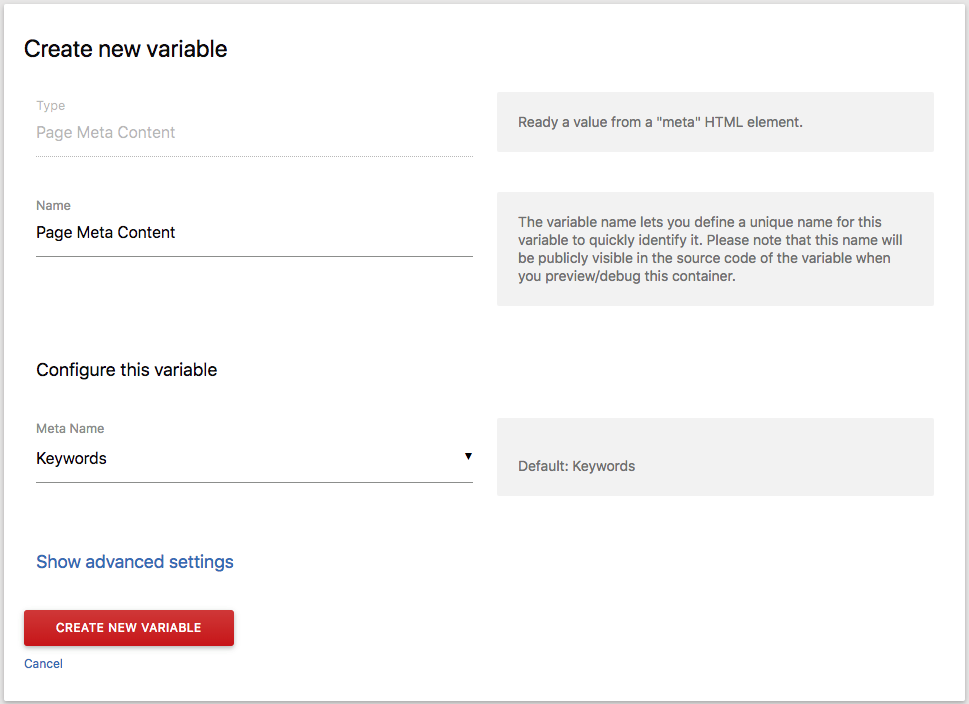 Create new variable
Type
Page Meta Content
Ready a value from a "meta" HTML element.
Name
Page Meta Content
The variable name lets you define a unique name for this
variable to quickly identify it. Please note that this name will
be publicly visible in the source code of the variable when
you preview/debug this container.
Configure this variable
Meta Name
Keywords
Default: Keywords
Show advanced settings
CREATE NEW VARIABLE
Cancel